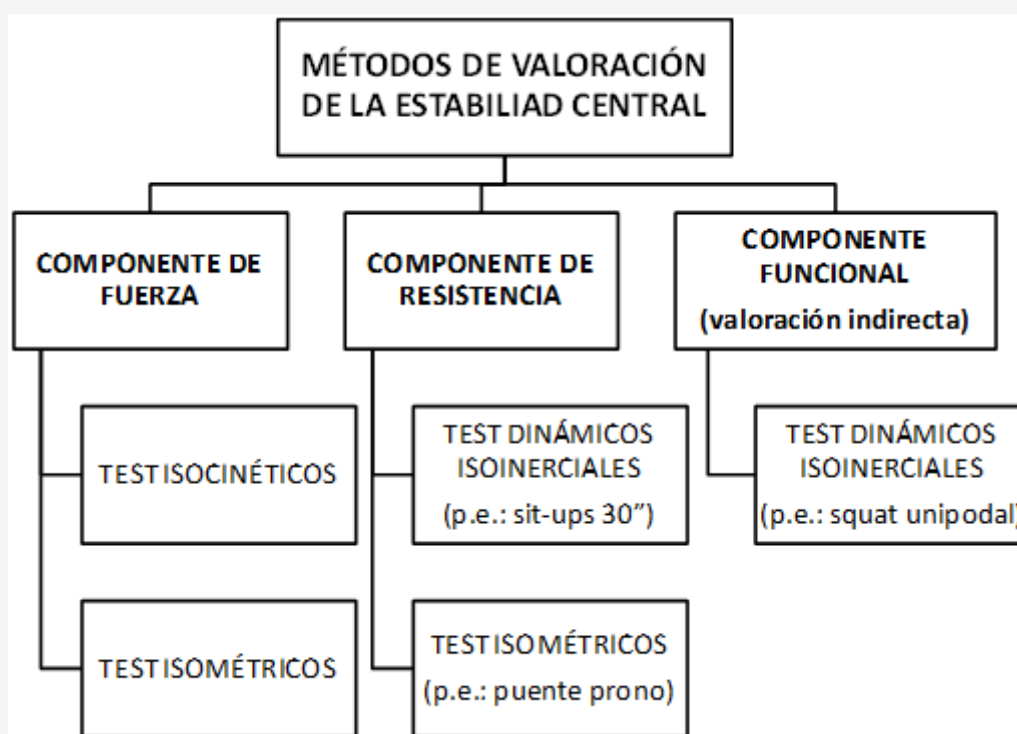 MÉTODOS DE VALORACIÓN
DE LA ESTABILIAD CENTRAL
COMPONENTE DE
FUERZA
COMPONENTE DE
RESISTENCIA
COMPONENTE
FUNCIONAL
(valoración indirecta)
TEST ISOCINÉTICOS
TEST DINÁMICOS
ISOINERCIALES
(p.e.: sit-ups 30”)
TEST DINÁMICOS
ISOINERCIALES
(p.e.: squat unipodal)
TEST ISOMÉTRICOS
TEST ISOMÉTRICOS
(p.e.: puente prono)